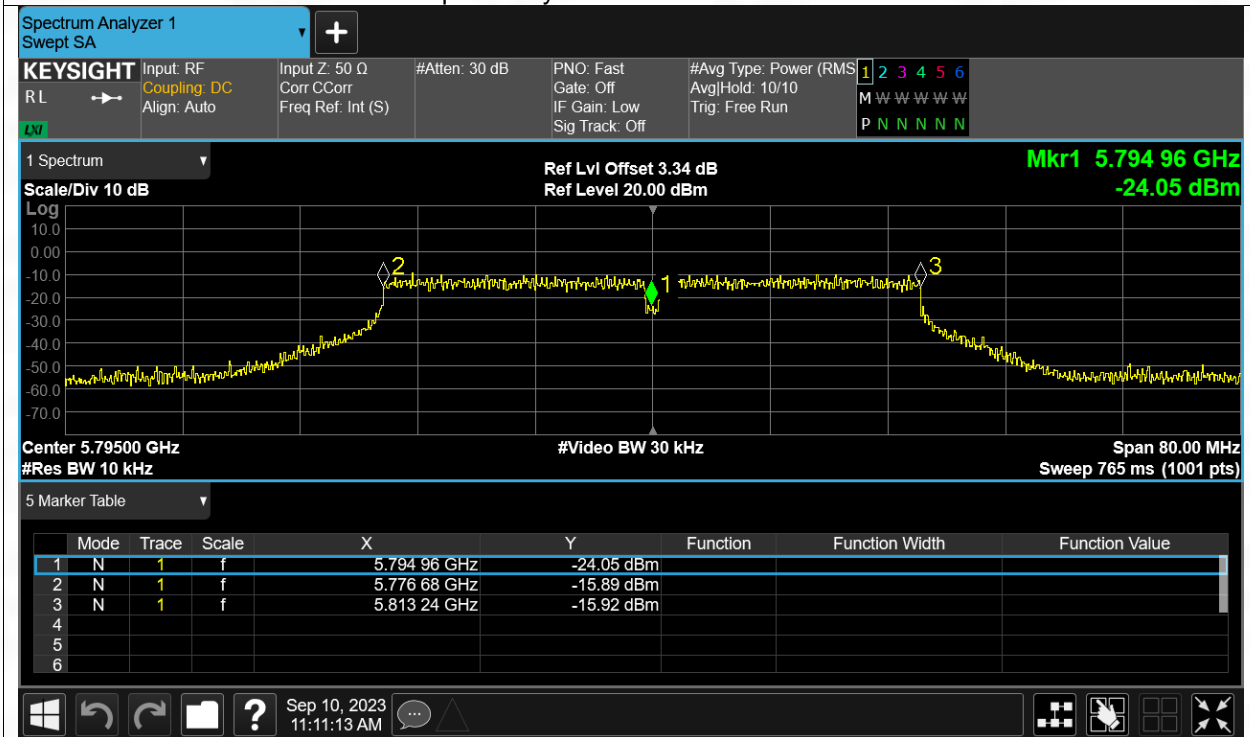 Spectrum Analyzer 1
Swept SA
+
KEYSIGHT Input: RF Input Z: 50 Ω #Atten: 30 dB PNO: Fast #Avg Type: Power (RMS 1 2 3 4 5 6
R L Coupling: DC Corr CCorr Gate: Off Avg|Hold: 10/10 M W W W W W
Align: Auto Freq Ref: Int (S) IF Gain: Low Trig: Free Run
LXI Sig Track: Off P N N N N N
1 Spectrum Ref Lvl Offset 3.34 dB Mkr1 5.794 96 GHz
Scale/Div 10 dB Ref Level 20.00 dBm -24.05 dBm
Log
10.0
0.00
2 3
-10.0
1
-20.0
-30.0
-40.0
-50.0
-60.0
-70.0
Center 5.79500 GHz #Video BW 30 kHz Span 80.00 MHz
#Res BW 10 kHz Sweep 765 ms (1001 pts)
5 Marker Table
Mode Trace Scale X Y Function Function Width Function Value
1 N 1 f 5.794 96 GHz -24.05 dBm
2 N 1 f 5.776 68 GHz -15.89 dBm
3 N 1 f 5.813 24 GHz -15.92 dBm
4
5
6
? Sep 10, 2023
11:11:13 AM